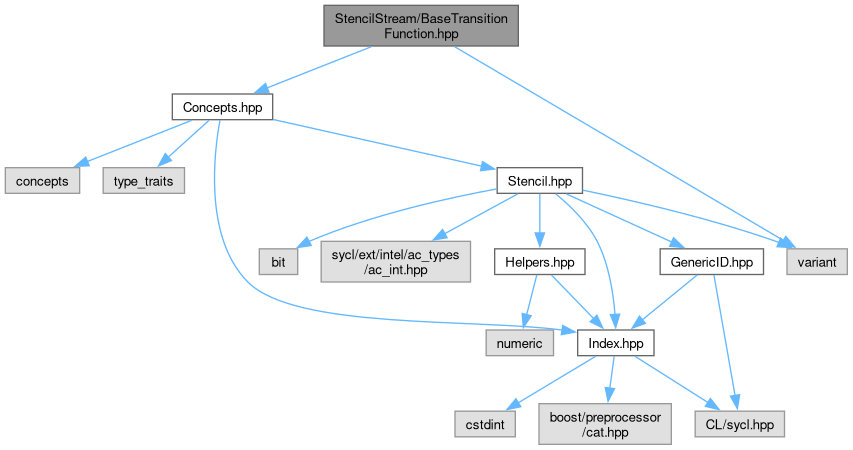 StencilStream/BaseTransition
Function.hpp
Concepts.hpp
concepts
type_traits
Stencil.hpp
bit
sycl/ext/intel/ac_types
/ac_int.hpp
Helpers.hpp
GenericID.hpp
variant
numeric
Index.hpp
cstdint
boost/preprocessor
/cat.hpp
CL/sycl.hpp